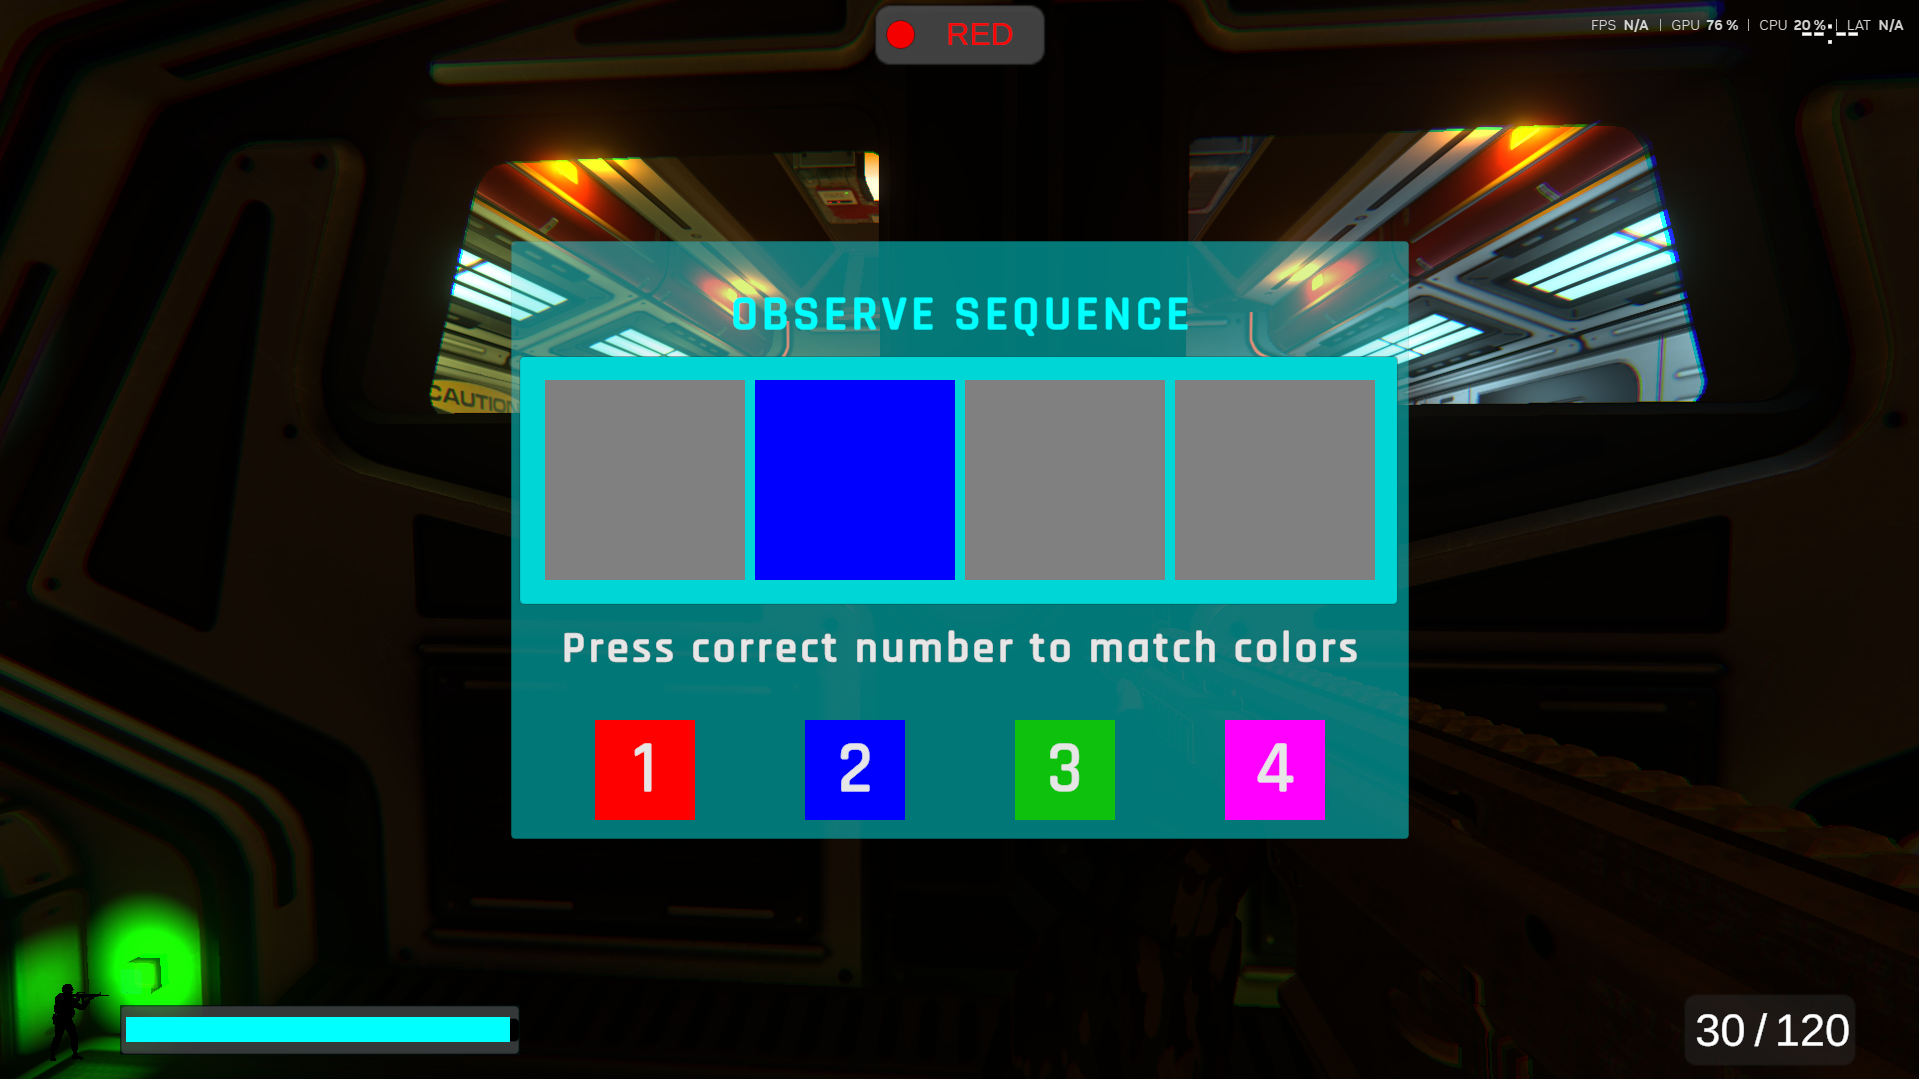 RED
FPS N/A | GPU 76 % | CPU 20 % | LAT N/A
--:--
CAUTION
OBSERVE SEQUENCE
Press correct number to match colors
1 2 3 4
30 / 120